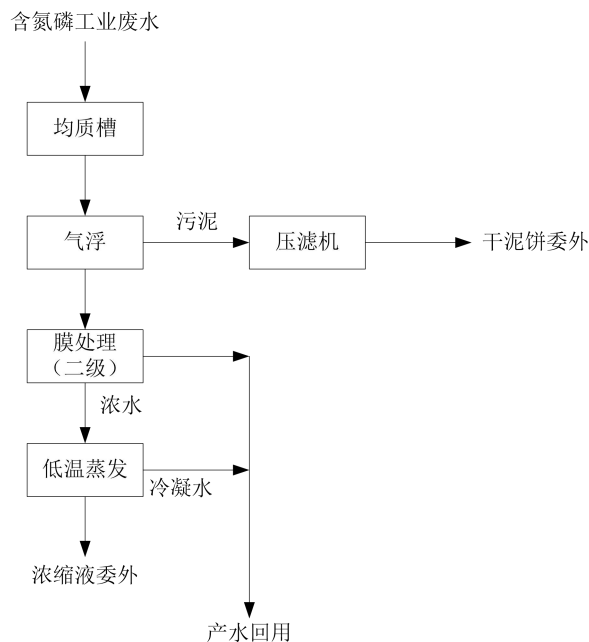 含氮磷工业废水
均质槽
污泥
气浮
压滤机
干泥饼委外
膜处理
（二级）
浓水
低温蒸发
冷凝水
浓缩液委外
产水回用